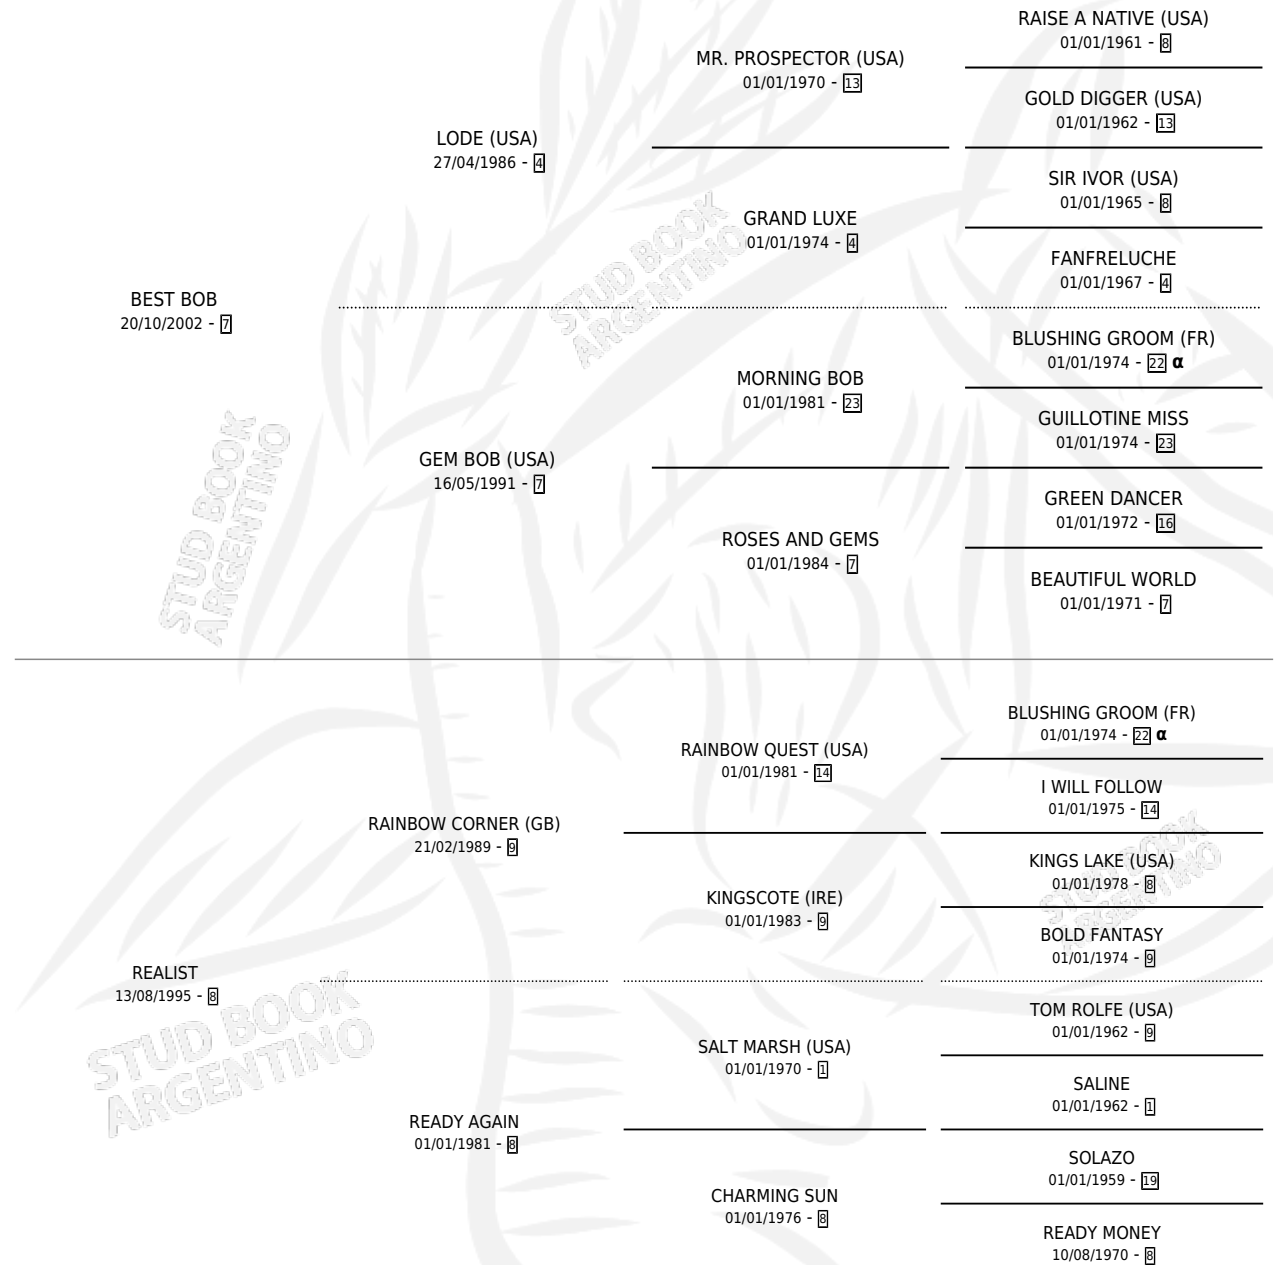 RAISE A NATIVE (USA)
01/01/1961 - 8
MR. PROSPECTOR (USA)
01/01/1970 - 13
GOLD DIGGER (USA)
01/01/1962 - 13
LODE (USA)
27/04/1986 - 4
SIR IVOR (USA)
01/01/1965 - 8
GRAND LUXE
01/01/1974 - 4
FANFRELUCHE
01/01/1967 - 4
STUD BOOK
ARGENTINO
BEST BOB
20/10/2002 - 7
BLUSHING GROOM (FR)
01/01/1974 - 22 α
MORNING BOB
01/01/1981 - 23
GUILLOTINE MISS
01/01/1974 - 23
GEM BOB (USA)
16/05/1991 - 7
GREEN DANCER
01/01/1972 - 16
ROSES AND GEMS
01/01/1984 - 7
BEAUTIFUL WORLD
01/01/1971 - 7
STUD BOOK
ARGENTINO
BLUSHING GROOM (FR)
01/01/1974 - 22 α
RAINBOW QUEST (USA)
01/01/1981 - 14
I WILL FOLLOW
01/01/1975 - 14
RAINBOW CORNER (GB)
21/02/1989 - 9
KINGS LAKE (USA)
01/01/1978 - 8
KINGSCOTE (IRE)
01/01/1983 - 9
BOLD FANTASY
01/01/1974 - 9
STUD BOOK
ARGENTINO
REALIST
13/08/1995 - 8
TOM ROLFE (USA)
01/01/1962 - 9
SALT MARSH (USA)
01/01/1970 - 1
SALINE
01/01/1962 - 1
STUD BOOK
ARGENTINO
READY AGAIN
01/01/1981 - 8
SOLAZO
01/01/1959 - 19
CHARMING SUN
01/01/1976 - 8
READY MONEY
10/08/1970 - 8